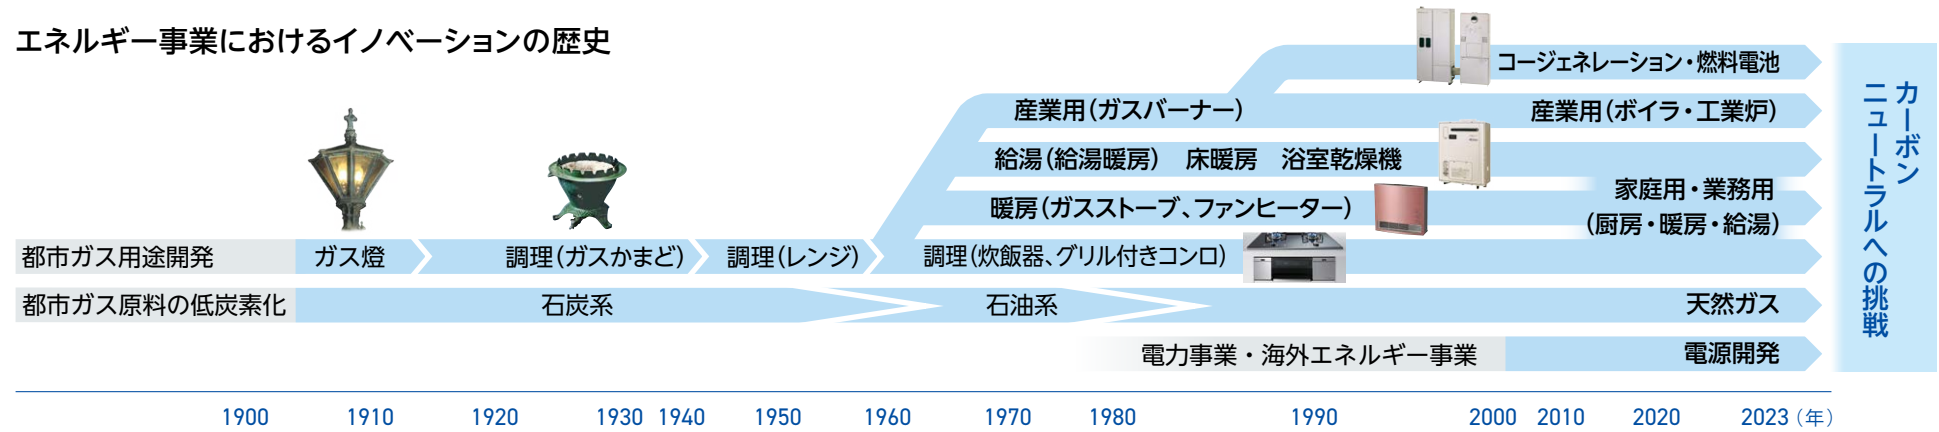 エネルギー事業におけるイノベーションの歴史
コージェネレーション・燃料電池
産業用(ガスバーナー)
産業用(ボイラ・工業炉)
給湯(給湯暖房) 床暖房 浴室乾燥機
暖房(ガスストーブ、ファンヒーター)
家庭用・業務用
(厨房・暖房・給湯)
都市ガス用途開発
ガス燈
調理(ガスかまど)
調理(レンジ)
調理(炊飯器、グリル付きコンロ)
都市ガス原料の低炭素化
石炭系
石油系
天然ガス
電力事業・海外エネルギー事業
電源開発
カーボン
ニュートラルへの挑戦
1900 1910 1920 1930 1940 1950 1960 1970 1980 1990 2000 2010 2020 2023(年)